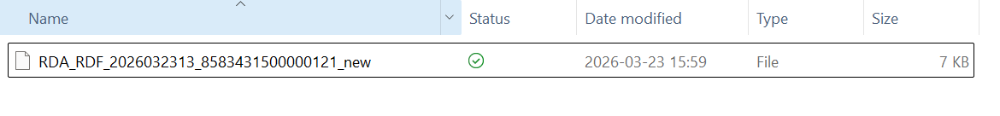 Name Status Date modified Type Size
RDA_RDF_2026032313_8583431500000121_new 2026-03-23 15:59 File 7 KB